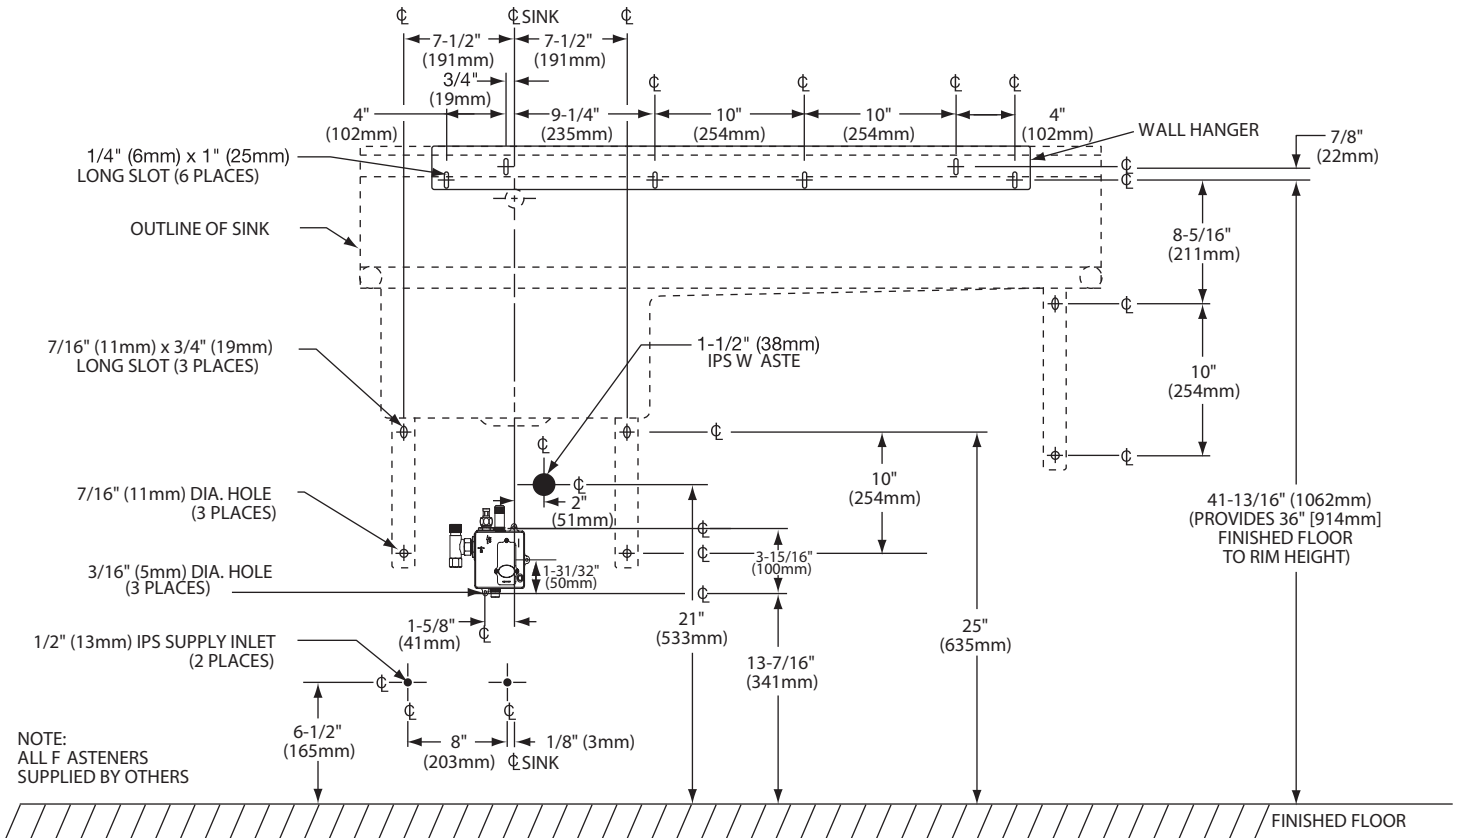 ℄ ℄ SINK ℄
7-1/2" 7-1/2"
(191mm) (191mm)
3/4"
(19mm)
℄ ℄ ℄ ℄
4" 9-1/4" 10" 10" 4"
(102mm) (235mm) (254mm) (254mm) (102mm)
WALL HANGER
7/8"
(22mm)
1/4" (6mm) x 1" (25mm)
LONG SLOT (6 PLACES)
℄
℄
OUTLINE OF SINK
8-5/16"
(211mm)
℄
7/16" (11mm) x 3/4" (19mm)
LONG SLOT (3 PLACES)
1-1/2" (38mm)
IPS W ASTE
10"
(254mm)
℄
℄
℄
℄
2"
(51mm)
7/16" (11mm) DIA. HOLE
(3 PLACES)
10"
(254mm)
41-13/16" (1062mm)
(PROVIDES 36" [914mm]
FINISHED FLOOR
TO RIM HEIGHT)
℄
℄
3-15/16"
(100mm)
3/16" (5mm) DIA. HOLE
(3 PLACES)
1-31/32"
(50mm)
℄
1-5/8"
(41mm)
℄
21"
(533mm)
25"
(635mm)
1/2" (13mm) IPS SUPPLY INLET
(2 PLACES)
13-7/16"
(341mm)
℄
℄ ℄
6-1/2"
(165mm)
8"
(203mm)
1/8" (3mm)
℄ SINK
NOTE:
ALL F ASTENERS
SUPPLIED BY OTHERS
FINISHED FLOOR